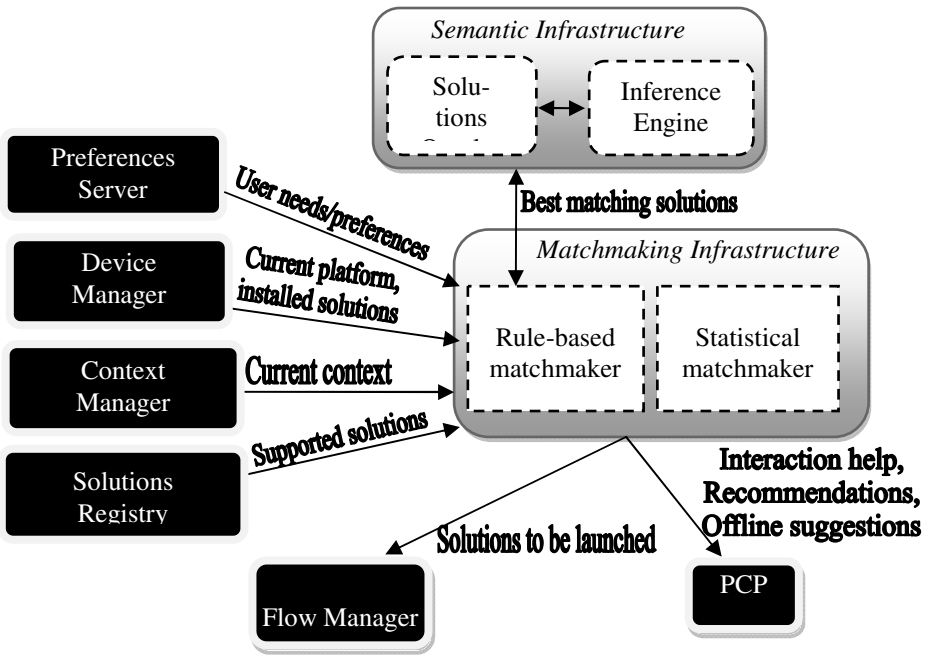 Semantic Infrastructure
Solu-
tions
Inference
Engine
Preferences
Server
User needs/preferences
Best matching solutions
Device
Manager
Current platform,
installed solutions
Matchmaking Infrastructure
Rule-based
matchmaker
Statistical
matchmaker
Context
Manager
Current context
Supported solutions
Solutions
Registry
Interaction help,
Recommendations,
Offline suggestions
Solutions to be launched
Flow Manager
PCP